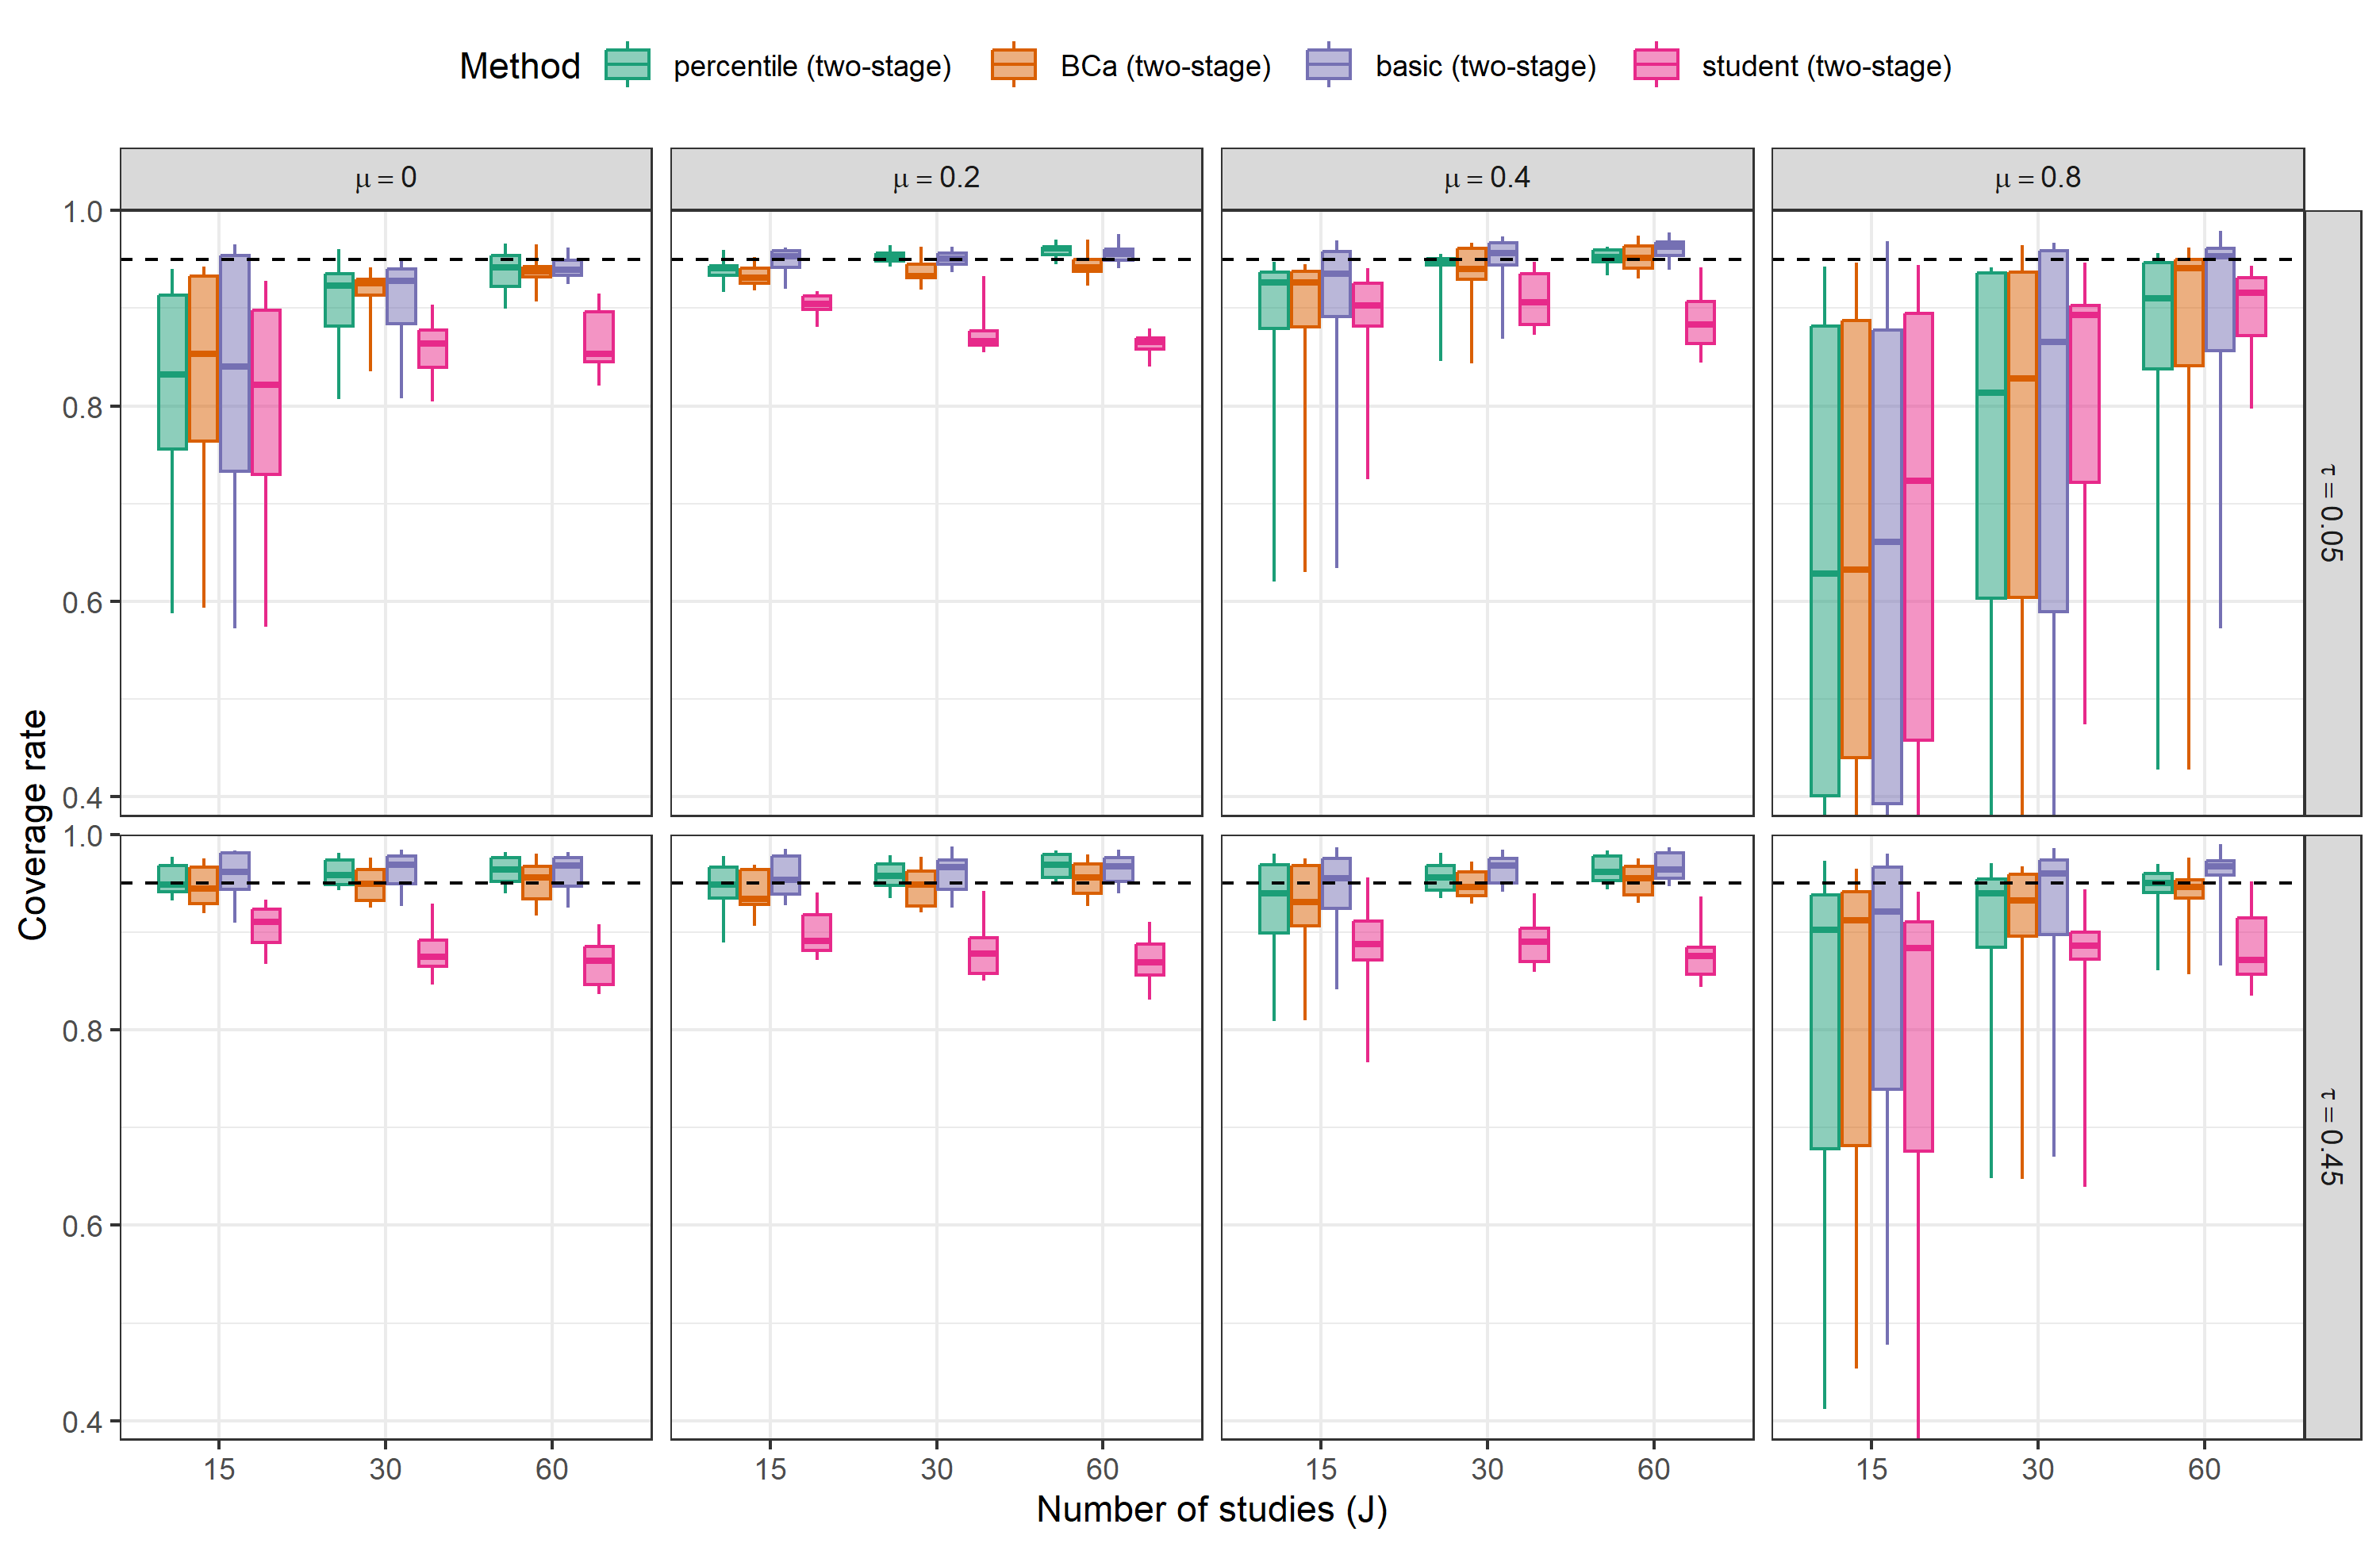 Method percentile (two-stage) BCa (two-stage) basic (two-stage) student (two-stage)
μ = 0 μ = 0.2 μ = 0.4 μ = 0.8
1.0
0.8
0.6
0.4
τ = 0.05
Coverage rate
1.0
0.8
0.6
0.4
τ = 0.45
15 30 60 15 30 60 15 30 60 15 30 60
Number of studies (J)